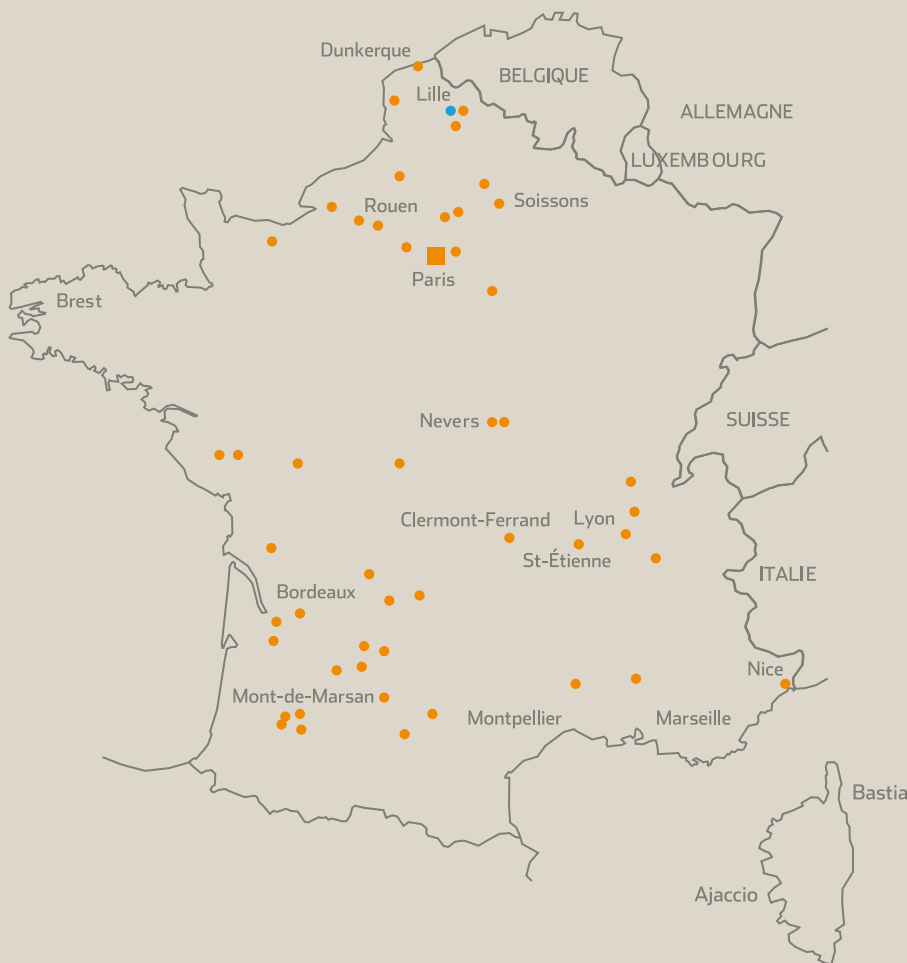 Dunkerque
BELGIQUE
Lille
ALLEMAGNE
LUXEMBOURG
Rouen
Soissons
Paris
Brest
Nevers
SUISSE
Clermont-Ferrand
Lyon
St-Étienne
ITALIE
Bordeaux
Nice
Mont-de-Marsan
Montpellier
Marseille
Bastia
Ajaccio